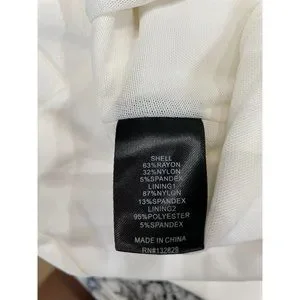 SHELL
63%RAYON
32%NYLON
5%SPANDEX
LINING1
87%NYLON
13%SPANDEX
LINING2
95%POLYESTER
5%SPANDEX
MADE IN CHINA
RN#132829